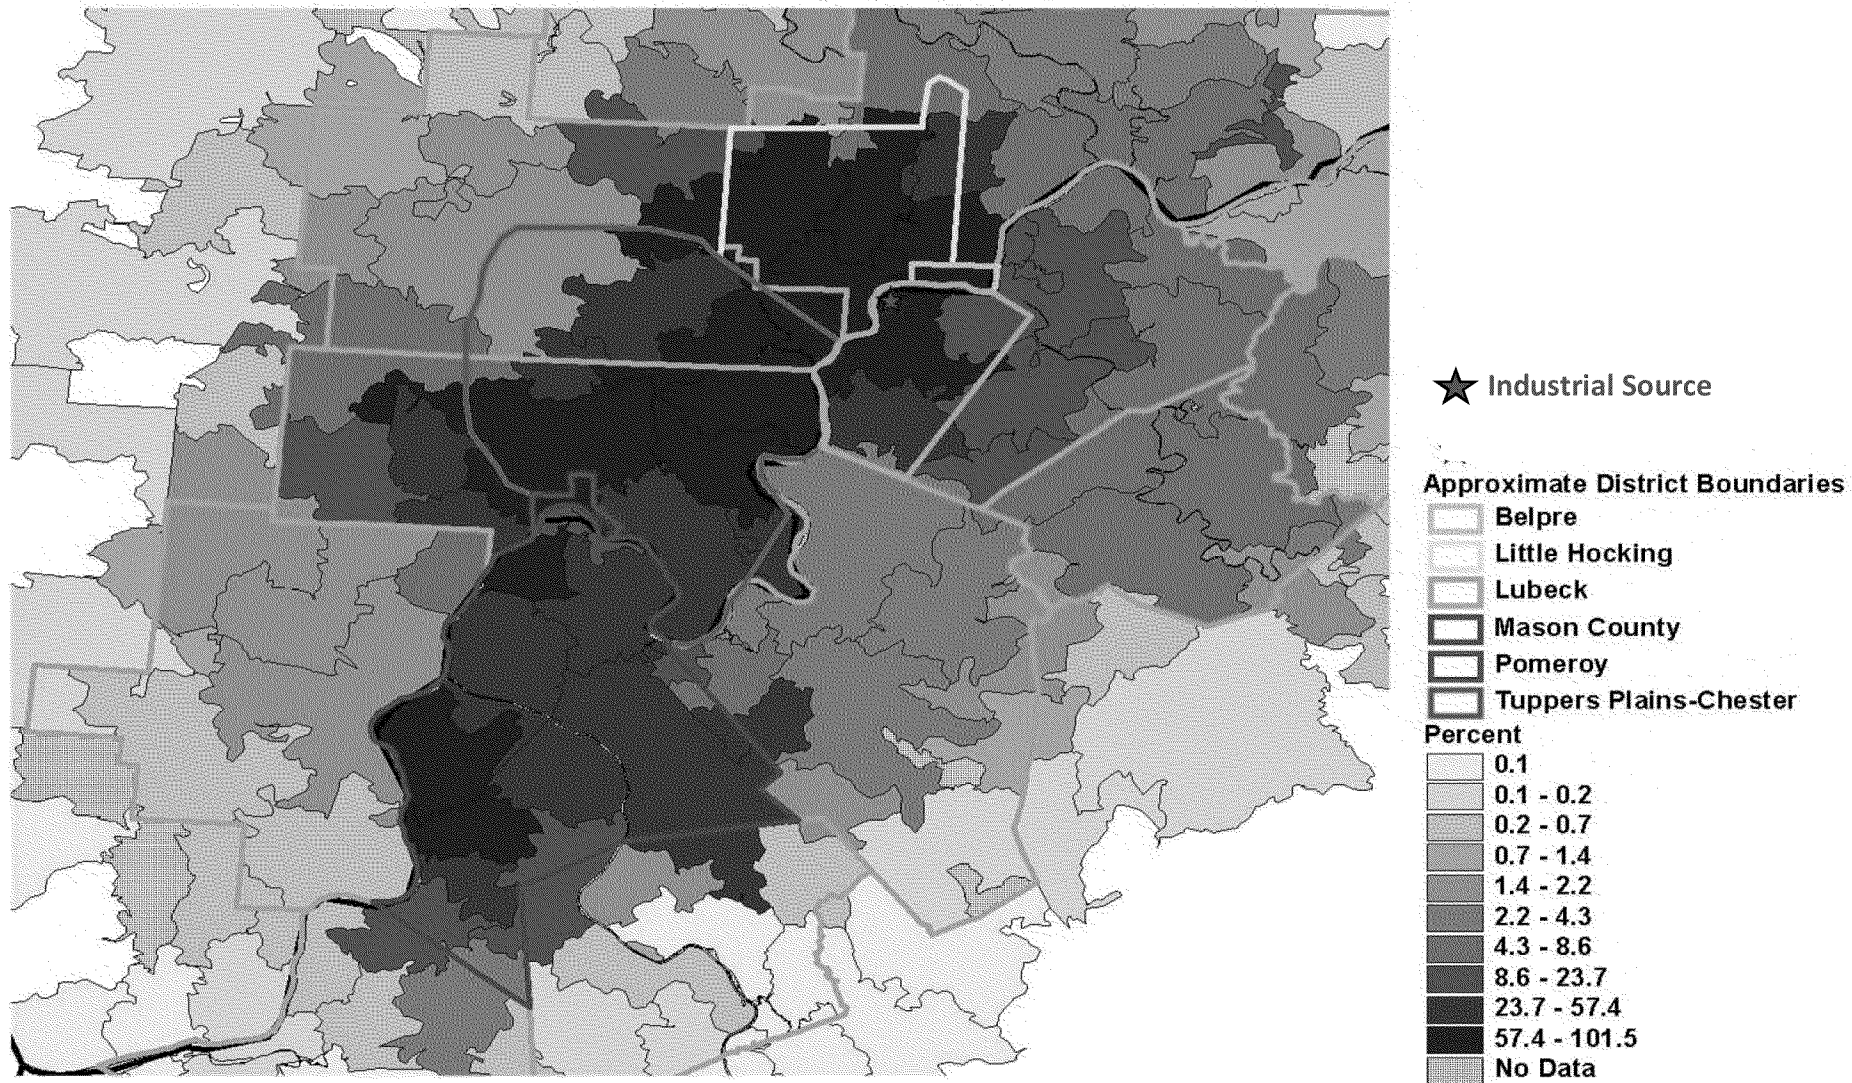 Industrial Source
Approximate District Boundaries
Belpre
Little Hocking
Lubeck
Mason County
Pomeroy
Tuppers Plains-Chester
Percent
0.1
0.1 - 0.2
0.2 - 0.7
0.7 - 1.4
1.4 - 2.2
2.2 - 4.3
4.3 - 8.6
8.6 - 23.7
23.7 - 57.4
57.4 - 101.5
No Data